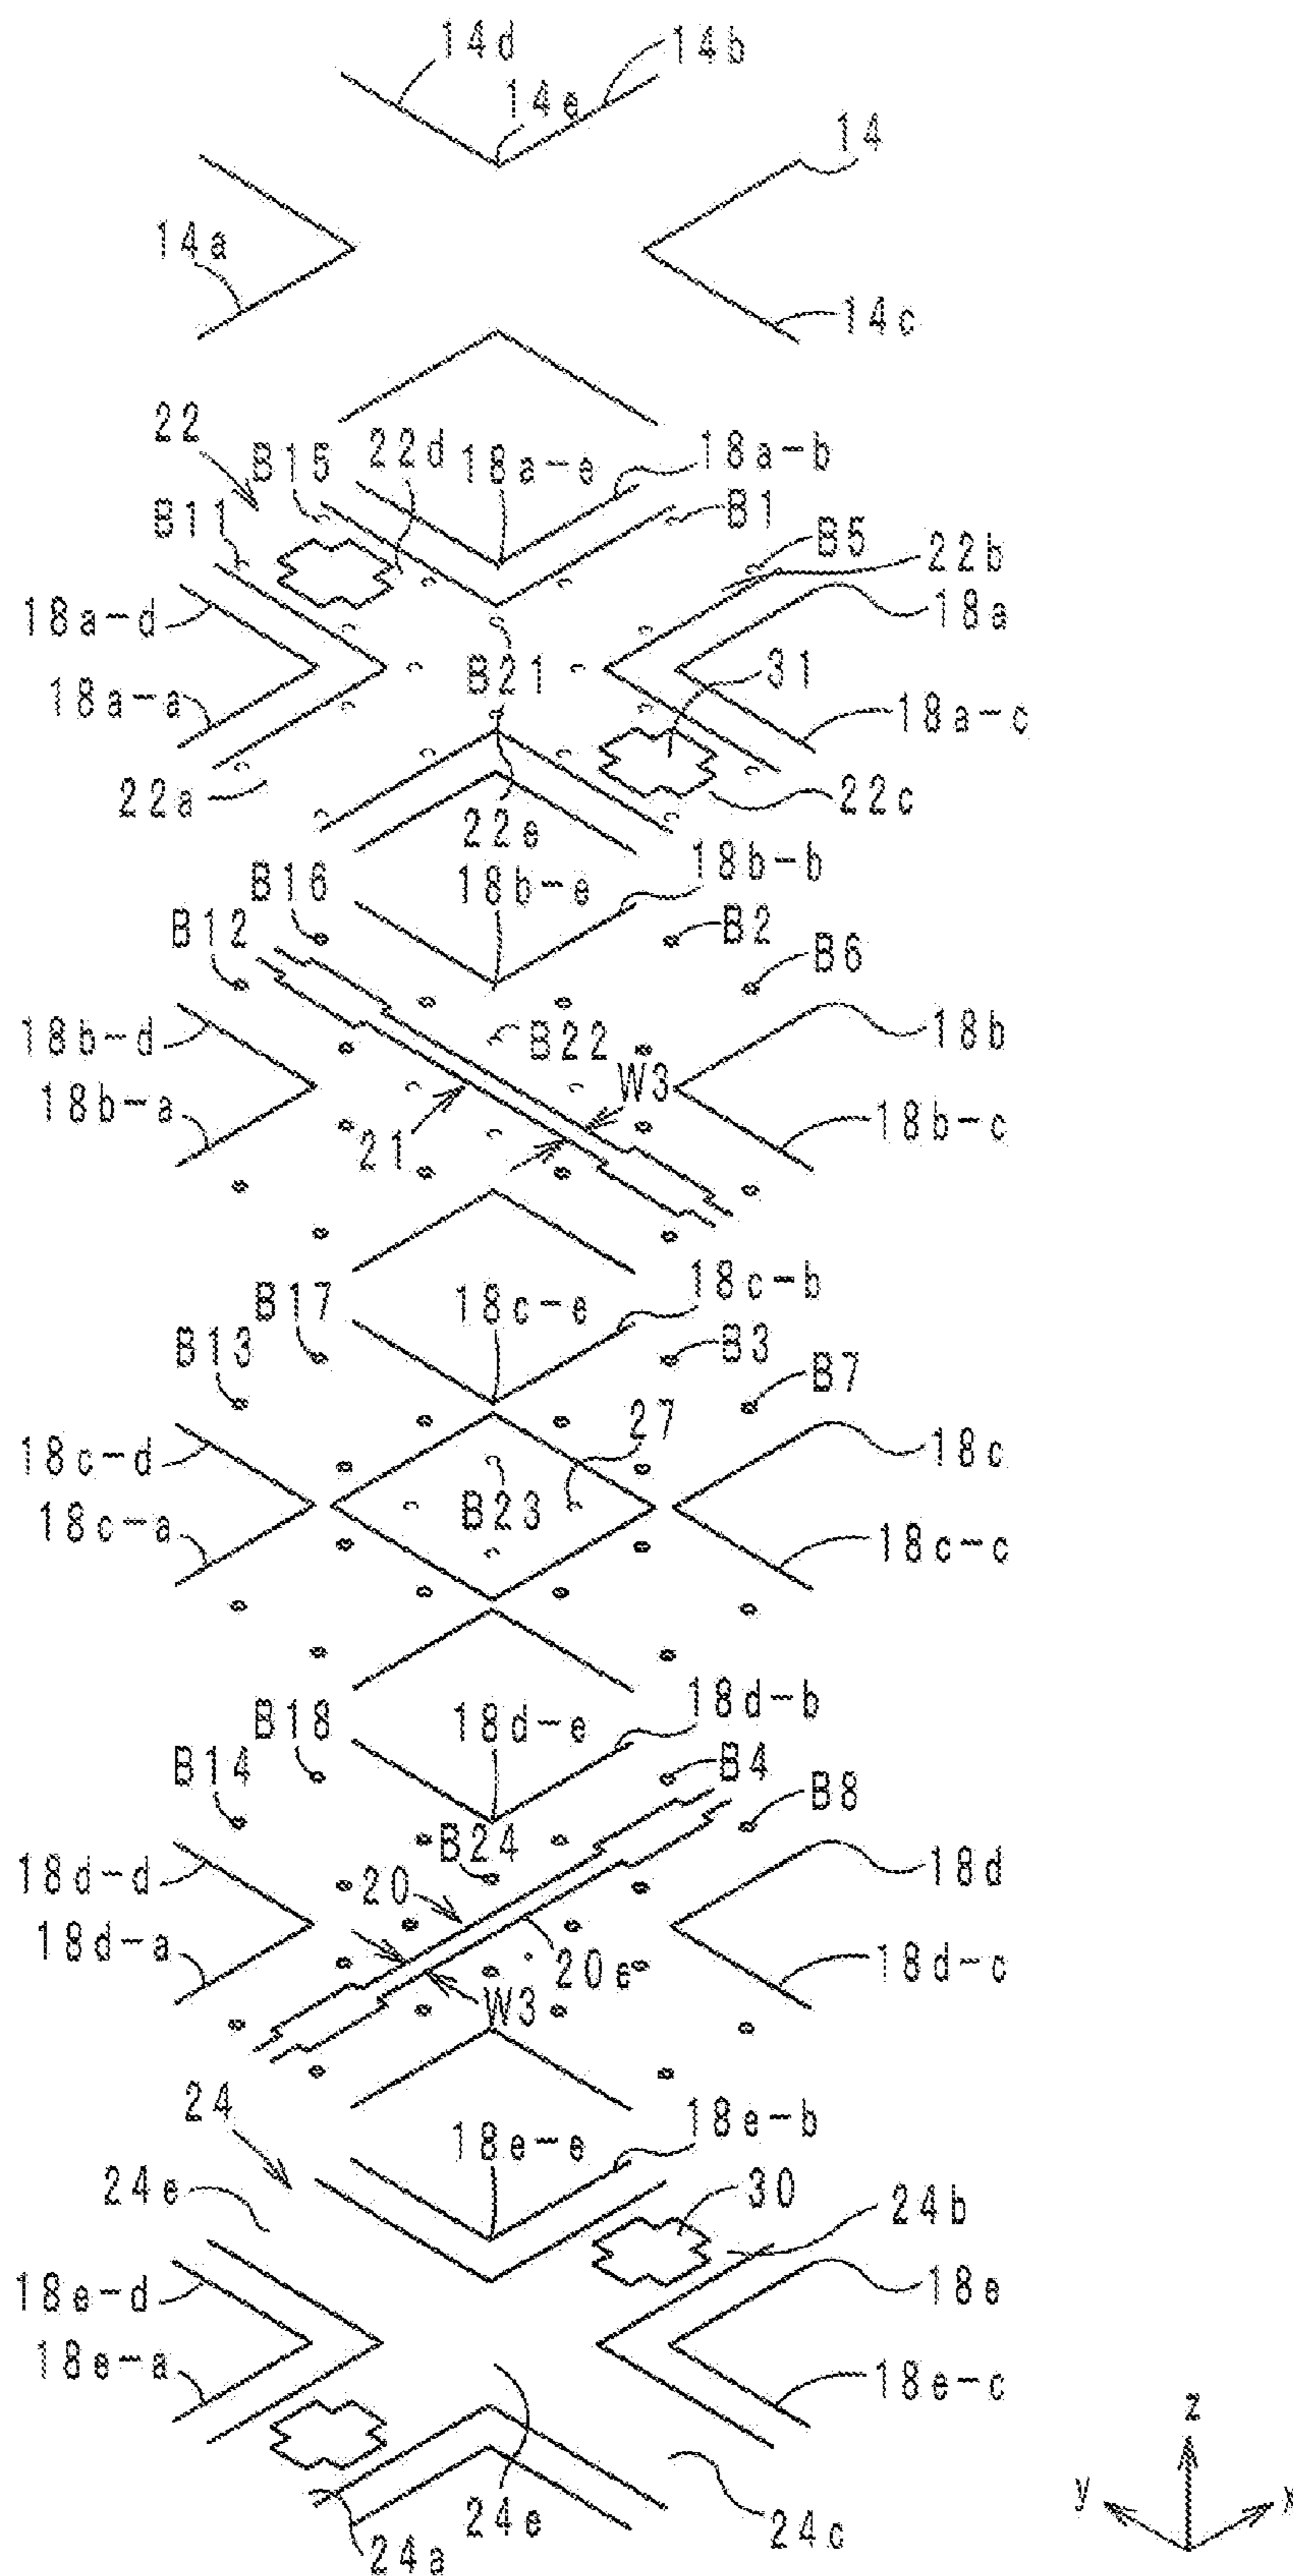 14d
14b
14e
14
14a
14c
22
B15
22d
18a-e
18a-b
B11
B1
B5
22b
18a-d
18a
B21
31
18a-a
18a-c
22a
22c
22e
B16
18b-e
18b-b
B12
B2
B6
18b-d
B22
18b
W3
18b-a
21
18b-c
B17
18c-e
18c-b
B13
B3
B7
27
18c-d
18c
B23
18c-a
18c-c
B18
18d-e
18d-b
B14
B4
B8
B24
18d-d
20
18d
18d-a
20e
18d-c
W3
24
18e-e
18e-b
24e
30
24b
18e-d
18e
18e-a
18e-c
24e
24a
24c
z
y
x